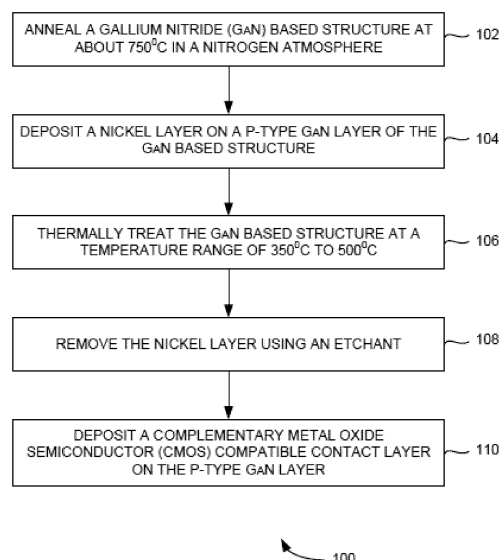 ANNEAL A GALLIUM NITRIDE (GAN) BASED STRUCTURE AT
ABOUT 750⁰C IN A NITROGEN ATMOSPHERE
102
DEPOSIT A NICKEL LAYER ON A P-TYPE GAN LAYER OF THE
GAN BASED STRUCTURE
104
THERMALLY TREAT THE GAN BASED STRUCTURE AT A
TEMPERATURE RANGE OF 350⁰C TO 500⁰C
106
REMOVE THE NICKEL LAYER USING AN ETCHANT
108
DEPOSIT A COMPLEMENTARY METAL OXIDE
SEMICONDUCTOR (CMOS) COMPATIBLE CONTACT LAYER
ON THE P-TYPE GAN LAYER
110
100